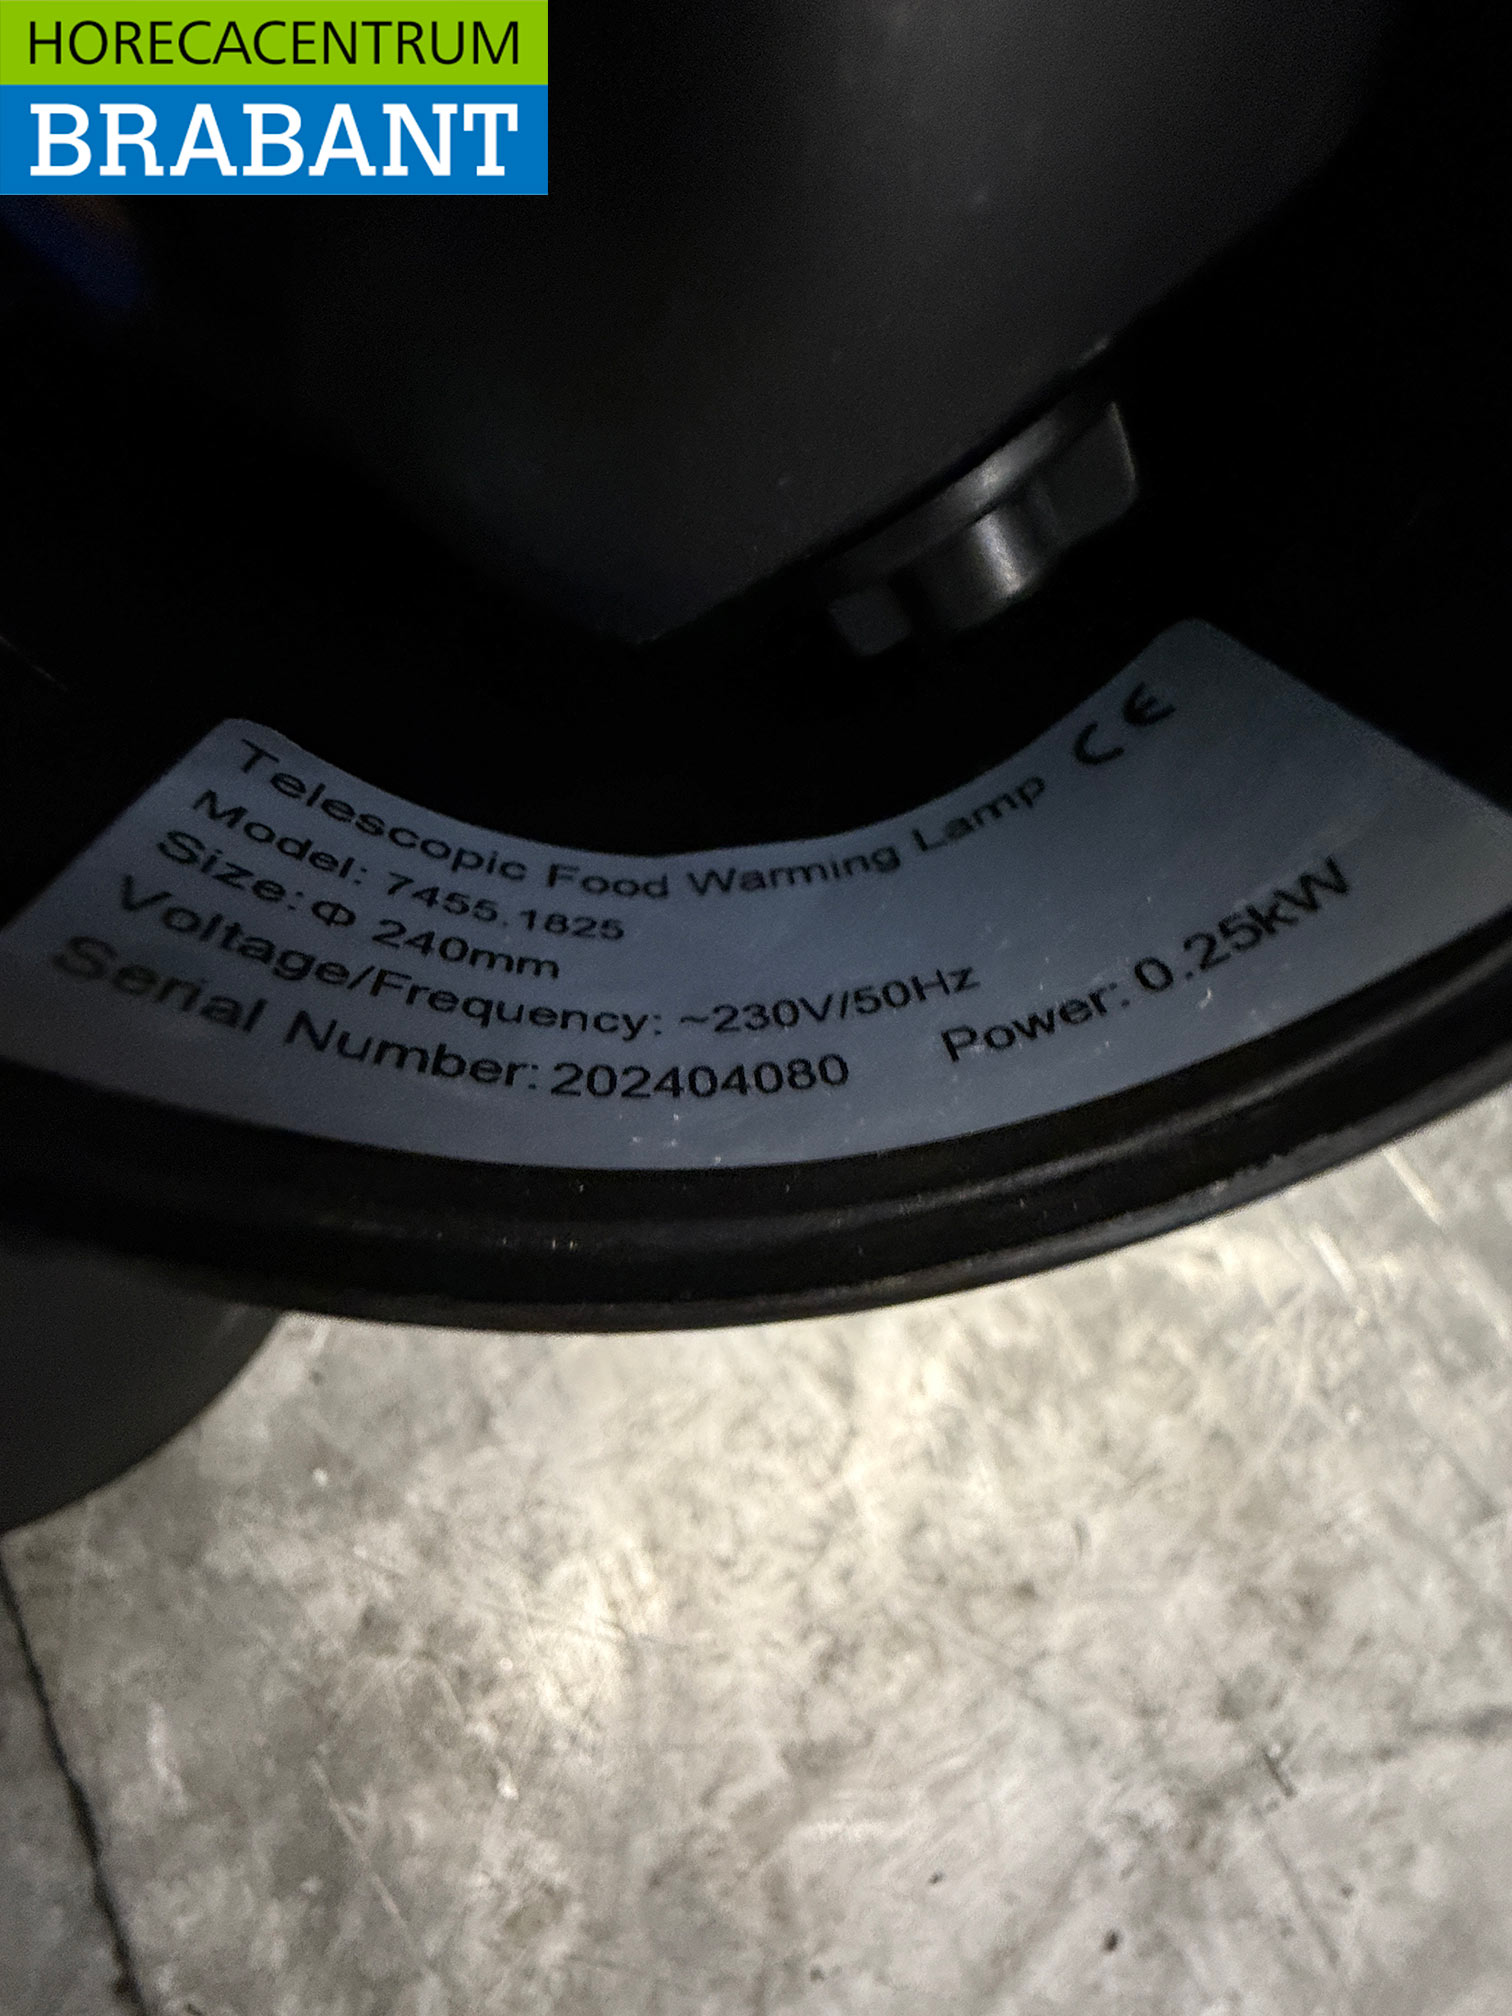 HORECACENTRUM
BRABANT
Telescopic Food Warming Lamp CE
Model: 7455.1825
Size: Φ 240mm
Voltage/Frequency: ~230V/50Hz
Serial Number: 202404080 Power: 0.25kW